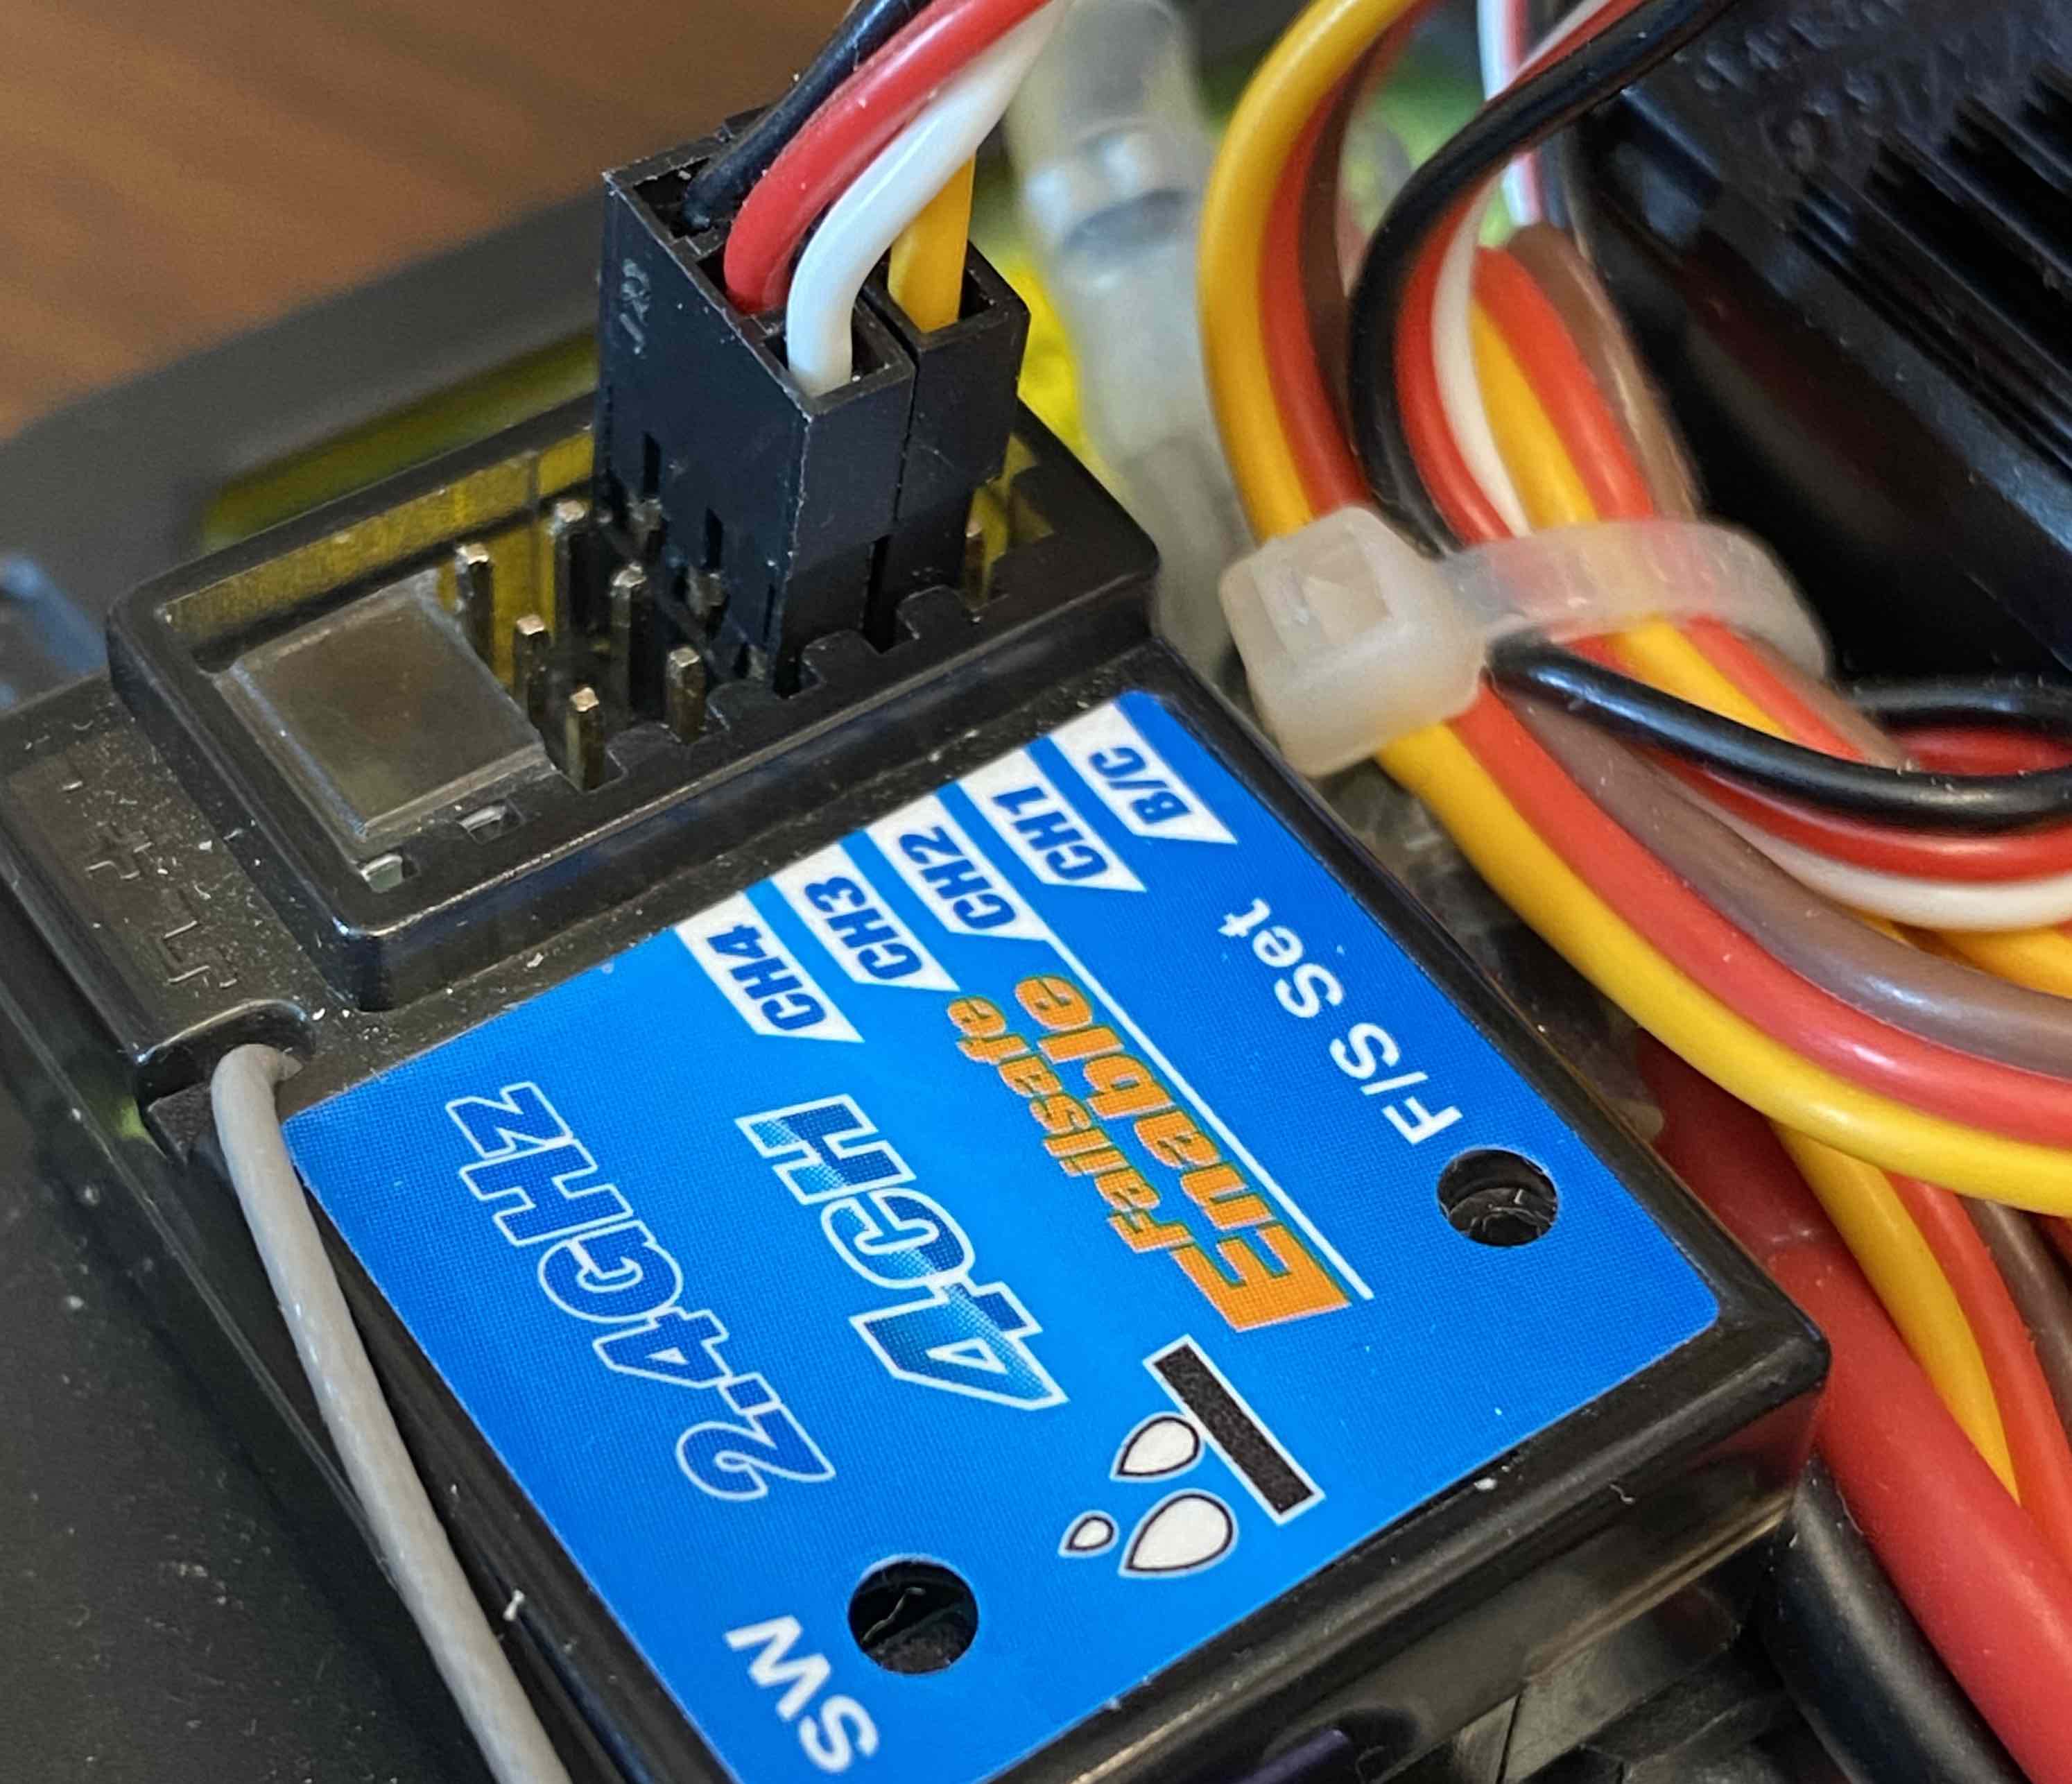 B/C
CH1
CH2
CH3
CH4
F/S Set
Failsafe
Enable
4CH
2.4GHz
SW
- +